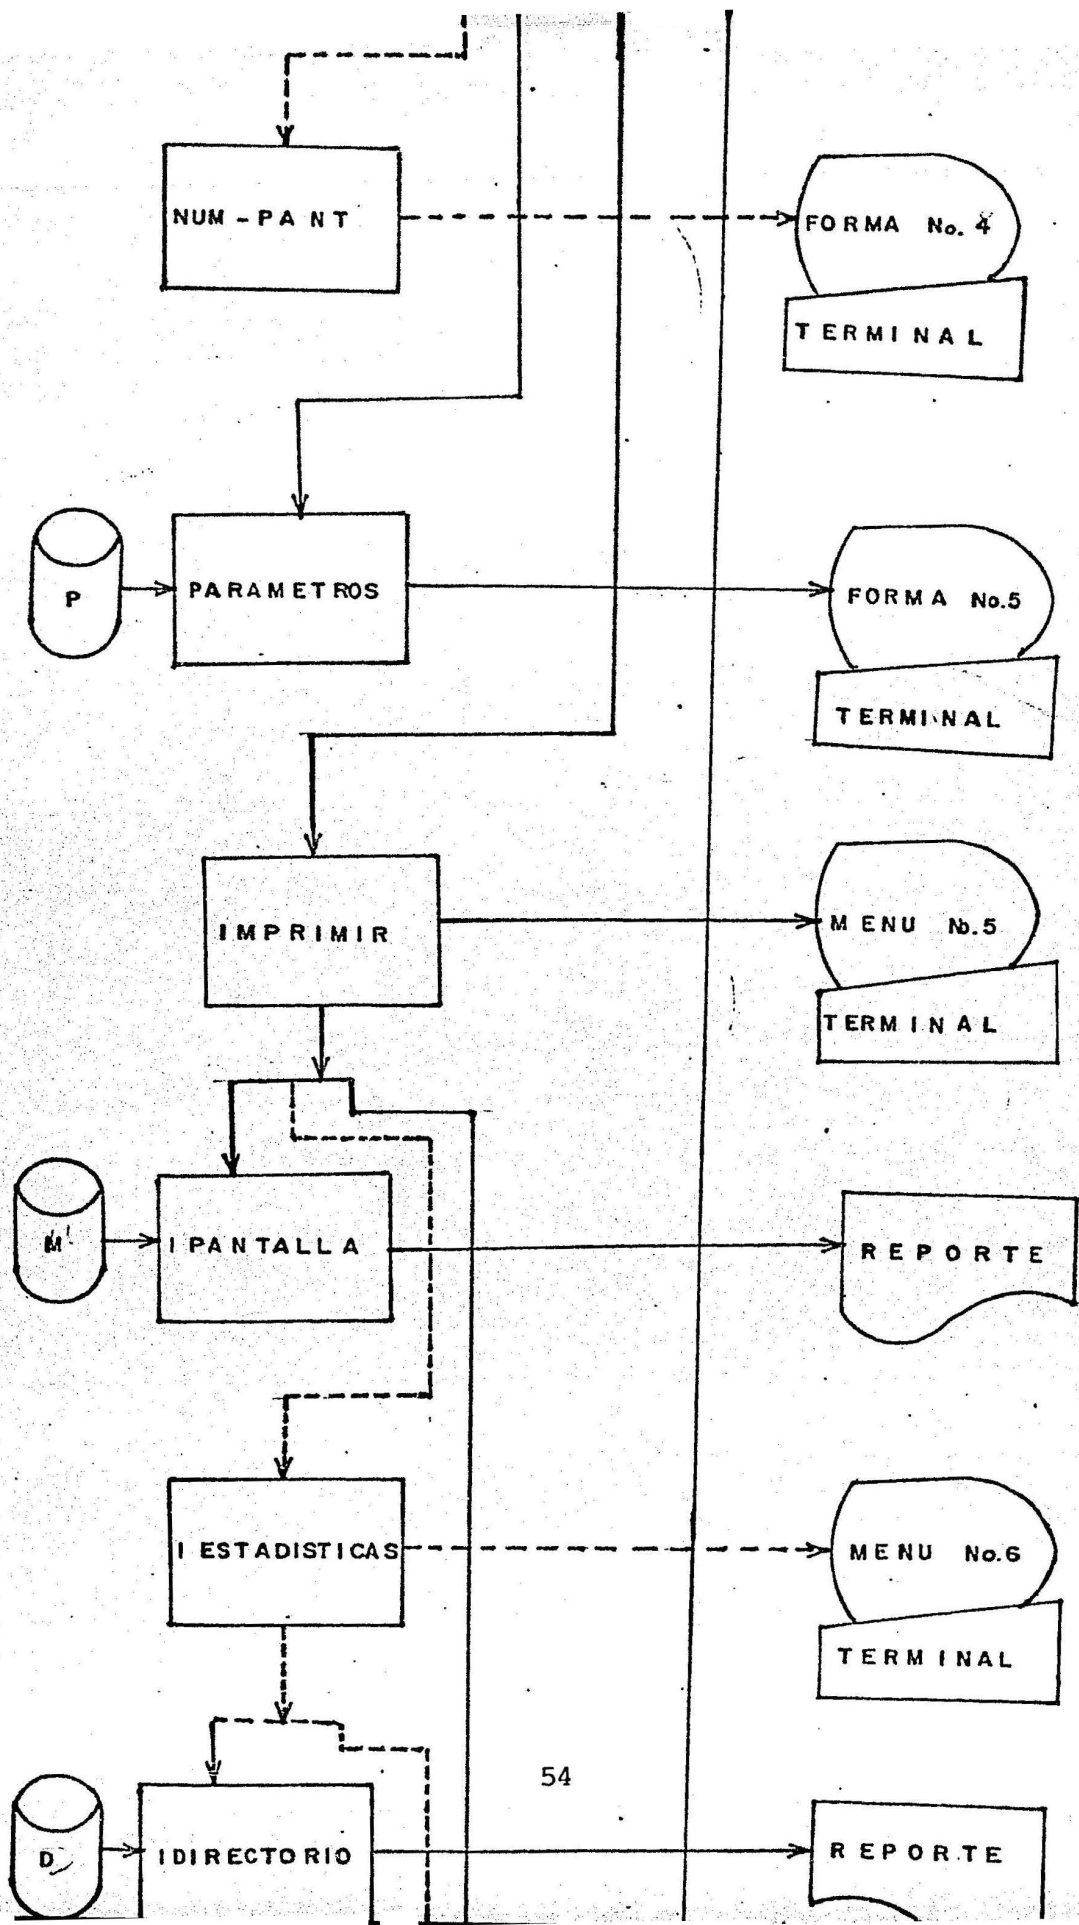 NUM-PANT
FORMA No. 4
TERMINAL
P
PARAMETROS
FORMA No.5
TERMINAL
IMPRIMIR
MENU No.5
TERMINAL
M
IPANTALLA
REPORTE
IESTADISTICAS
MENU No.6
TERMINAL
54
D
IDIRECTORIO
REPORTE